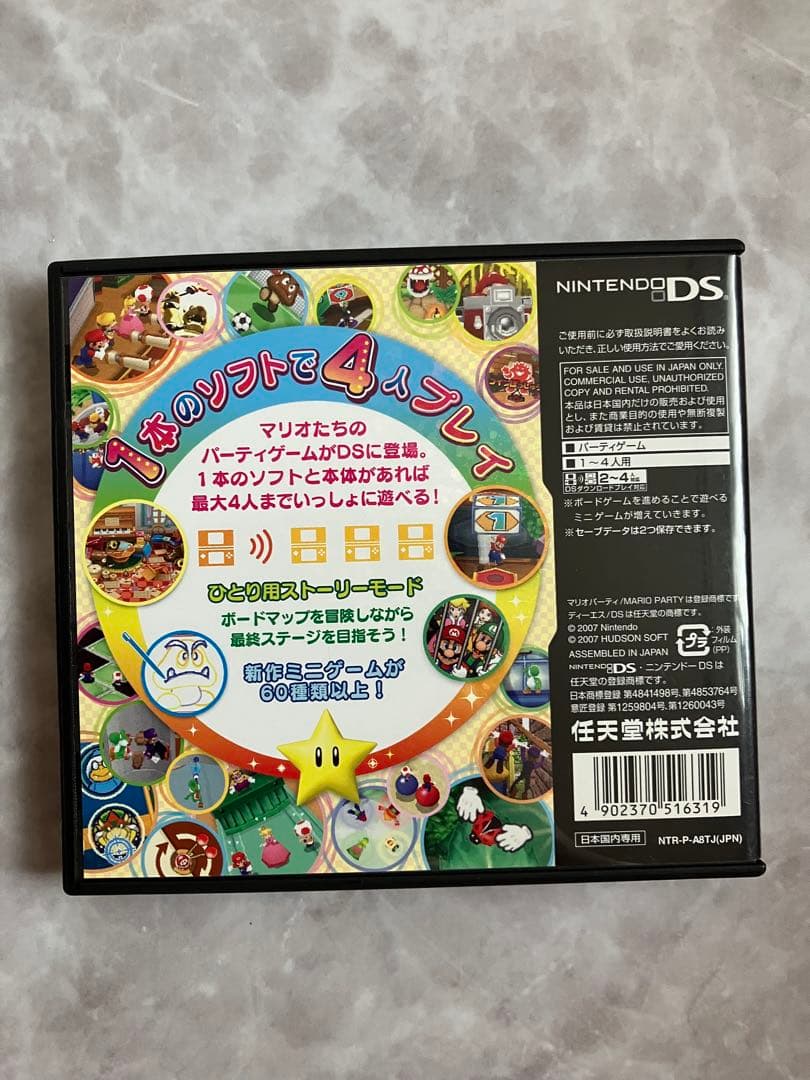 1本のソフトで4人プレイ
マリオたちの
パーティゲームがDSに登場。
1本のソフトと本体があれば
最大4人までいっしょに遊べる!
ひとり用ストーリーモード
ボードマップを冒険しながら
最終ステージを目指そう!
新作ミニゲームが
60種類以上!
NINTENDO DS
ご使用前に必ず取扱説明書をよくお読み
いただき、正しい使用方法でご愛用ください。
FOR SALE AND USE IN JAPAN ONLY.
COMMERCIAL USE, UNAUTHORIZED
COPY AND RENTAL PROHIBITED.
本品は日本国内だけの販売および使用
とし、また商業目的の使用や無断複製
および賃貸は禁止されています。
■パーティゲーム
■1〜4人用
2〜4人対応
DSダウンロードプレイ対応
※ボードゲームを進めることで遊べる
ミニゲームが増えていきます。
※セーブデータは2つ保存できます。
マリオパーティ/MARIO PARTYは登録商標です
ディーエス/DSは任天堂の商標です。
© 2007 Nintendo
© 2007 HUDSON SOFT
ASSEMBLED IN JAPAN
プラ
:外装
フィルム
(PP)
NINTENDO DS・ニンテンドーDSは
任天堂の登録商標です。
日本商標登録 第4841498号、第4853764号
意匠登録 第1259804号、第1260043号
任天堂株式会社
4 902370 516319
日本国内専用
NTR-P-A8TJ(JPN)